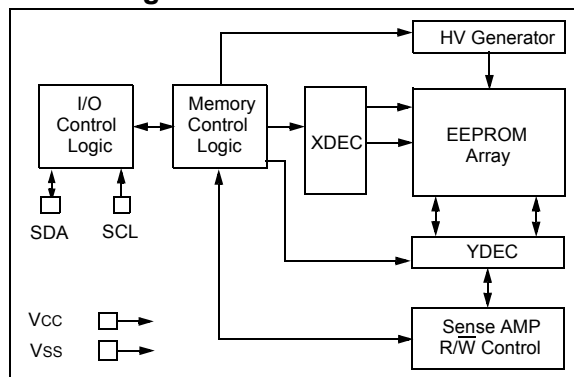 HV Generator
I/O
Control
Logic
Memory
Control
Logic
XDEC
EEPROM
Array
SDA
SCL
YDEC
VCC
VSS
Sense AMP
R/W̅ Control